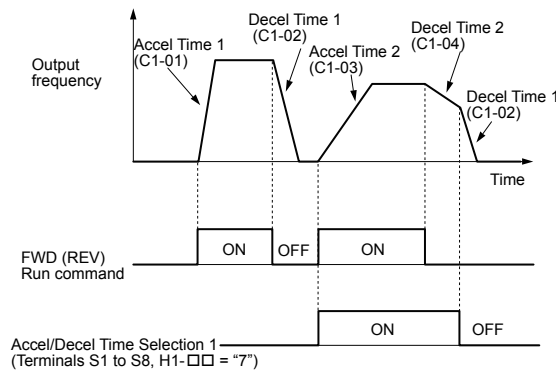 Output
frequency
Accel Time 1
(C1-01)
Decel Time 1
(C1-02)
Accel Time 2
(C1-03)
Decel Time 2
(C1-04)
Decel Time 1
(C1-02)
Time
FWD (REV)
Run command
ON
OFF
ON
Accel/Decel Time Selection 1
(Terminals S1 to S8, H1-□□ = “7”)
ON
OFF